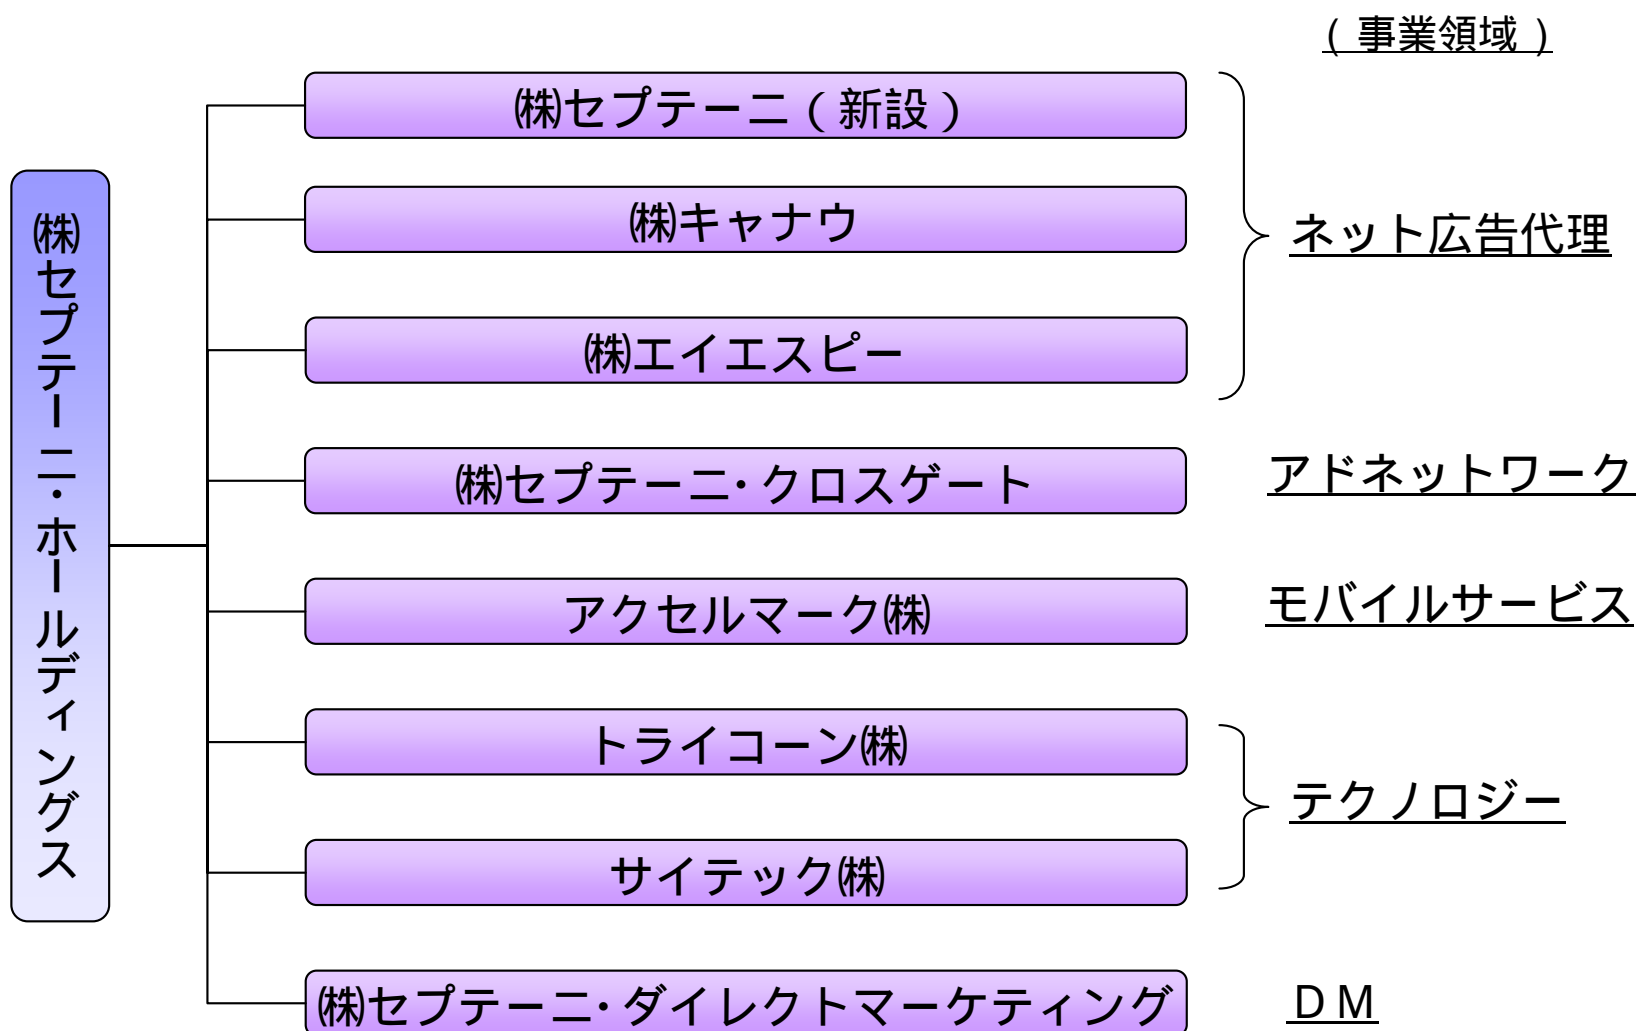 ( 事業領域 )
㈱セプテーニ・ホールディングス
㈱セプテーニ ( 新設 )
㈱キャナウ
㈱エイエスピー
ネット広告代理
㈱セプテーニ・クロスゲート
アドネットワーク
アクセルマーク㈱
モバイルサービス
トライコーン㈱
サイテック㈱
テクノロジー
㈱セプテーニ・ダイレクトマーケティング
ＤＭ